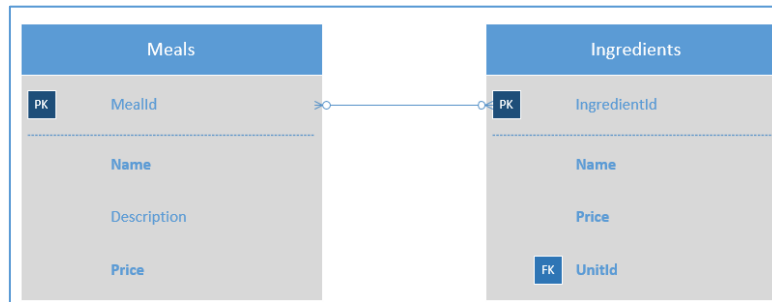 Meals
PK MealId
Name
Description
Price
Ingredients
PK IngredientId
Name
Price
FK UnitId